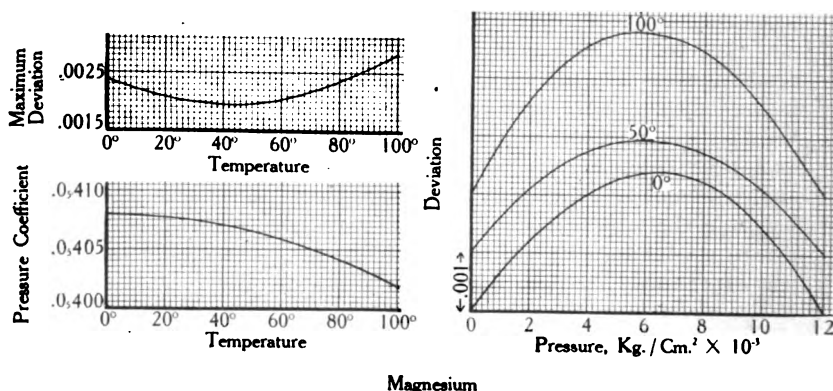 Maximum
Deviation
.0025
.0015
0° 20° 40° 60° 80° 100°
Temperature
Pressure Coefficient
.0₅410
.0₅405
.0₅400
0° 20° 40° 60° 80° 100°
Temperature
Deviation
100°
50°
0°
←.001→
0 2 4 6 8 10 12
Pressure, Kg./Cm.² × 10⁻³
Magnesium